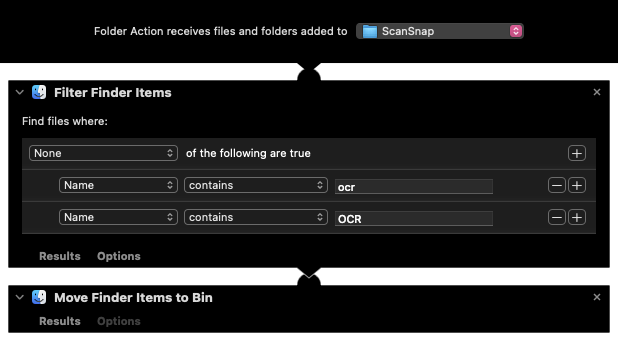 Folder Action receives files and folders added to ScanSnap
Filter Finder Items
Find files where:
None of the following are true
Name contains ocr
Name contains OCR
Results Options
Move Finder Items to Bin
Results Options